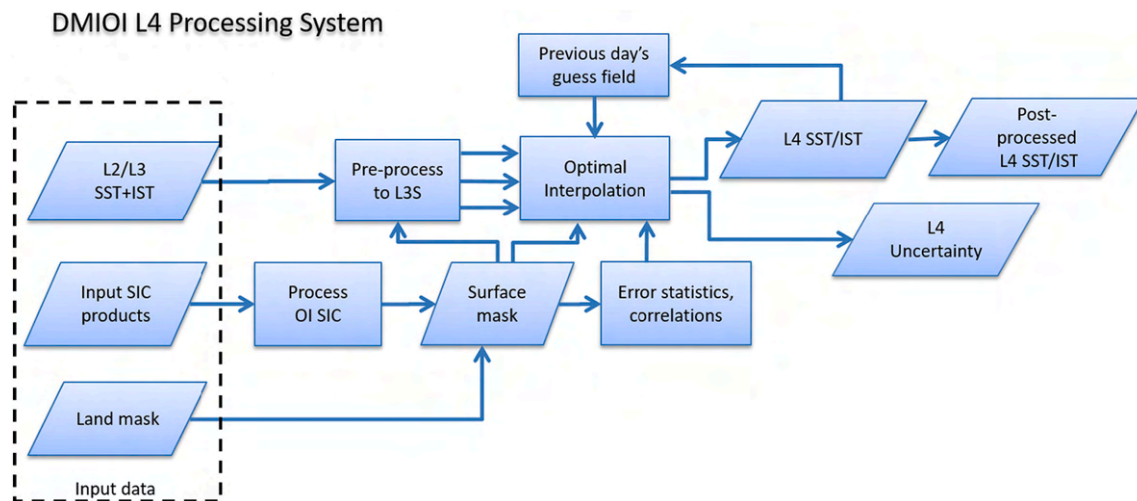 DMIOI L4 Processing System
Previous day's
guess field
L2/L3
SST+IST
Pre-process
to L3S
Optimal
Interpolation
L4 SST/IST
Post-
processed
L4 SST/IST
L4
Uncertainty
Input SIC
products
Process
OI SIC
Surface
mask
Error statistics,
correlations
Land mask
Input data